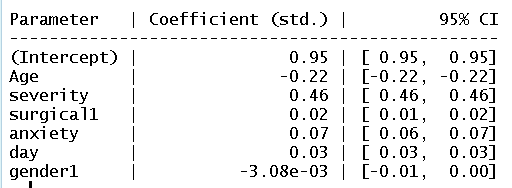 Parameter | Coefficient (std.) | 95% CI
------------------------------------------------
(Intercept) | 0.95 | [ 0.95, 0.95]
Age | -0.22 | [-0.22, -0.22]
severity | 0.46 | [ 0.46, 0.46]
surgical1 | 0.02 | [ 0.01, 0.02]
anxiety | 0.07 | [ 0.06, 0.07]
day | 0.03 | [ 0.03, 0.03]
gender1 | -3.08e-03 | [-0.01, 0.00]